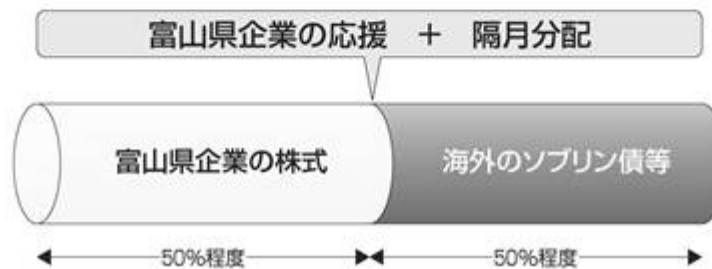 富山県企業の応援 + 隔月分配
富山県企業の株式
海外のソブリン債等
50%程度
50%程度